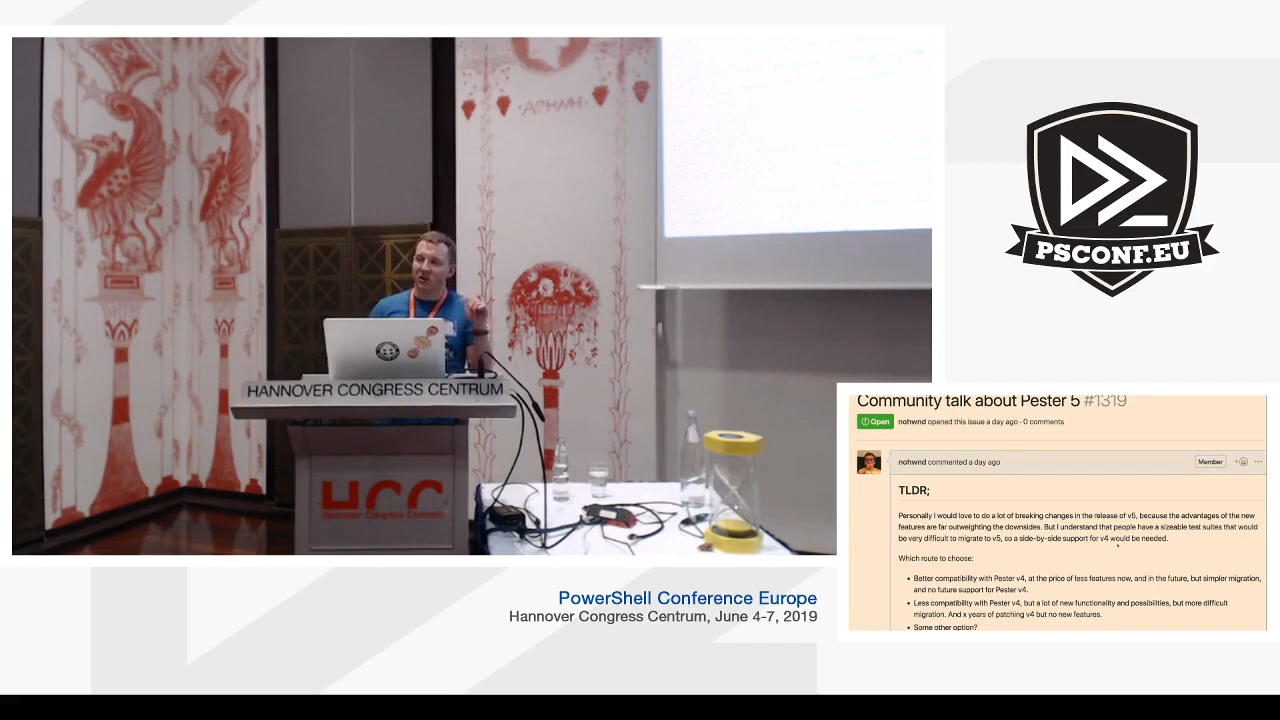 HANNOVER CONGRESS CENTRUM
HCC
Hannover Congress Centrum
PSCONF.EU
Community talk about Pester 5 #1319
Open
nohwnd opened this issue a day ago · 0 comments
nohwnd commented a day ago
Member
TLDR;
Personally I would love to do a lot of breaking changes in the release of v5, because the advantages of the new
features are far outweighting the downsides. But I understand that people have a sizeable test suites that would
be very difficult to migrate to v5, so a side-by-side support for v4 would be needed.
Which route to choose:
• Better compatibility with Pester v4, at the price of less features now, and in the future, but simpler migration,
and no future support for Pester v4.
• Less compatibility with Pester v4, but a lot of new functionality and possibilities, but more difficult
migration. And x years of patching v4 but no new features.
• Some other option?
PowerShell Conference Europe
Hannover Congress Centrum, June 4-7, 2019